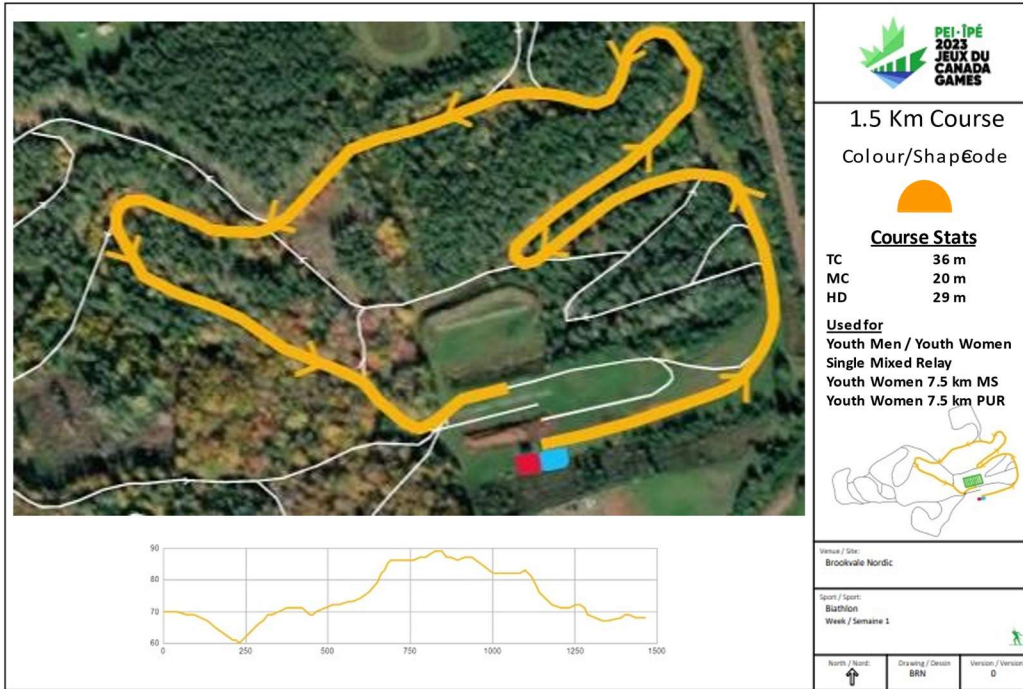 PEI·ÎPÉ
2023
JEUX DU
CANADA
GAMES
1.5 Km Course
Colour/Shape Code
Course Stats
TC 36 m
MC 20 m
HD 29 m
Used for
Youth Men / Youth Women
Single Mixed Relay
Youth Women 7.5 km MS
Youth Women 7.5 km PUR
90
80
70
60
0 250 500 750 1000 1250 1500
Venue / Site:
Brookvale Nordic
Sport / Sport:
Biathlon
Week / Semaine 1
North / Nord:
Drawing / Dessin
BRN
Version / Version
0